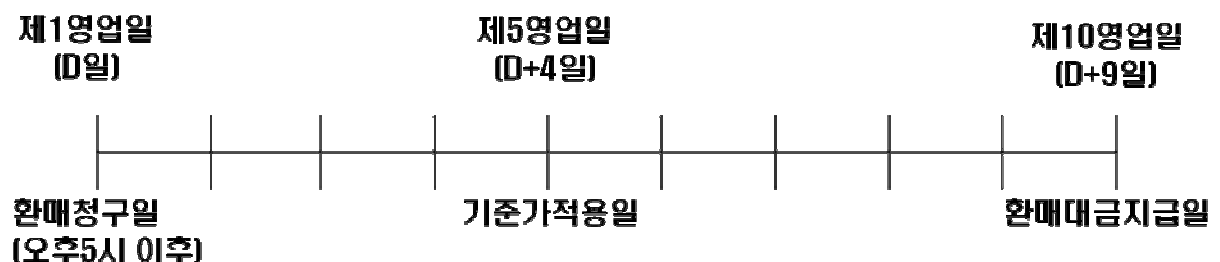 제1영업일
(D일)
제5영업일
(D+4일)
제10영업일
(D+9일)
환매청구일
(오후5시 이후)
기준가적용일
환매대금지급일